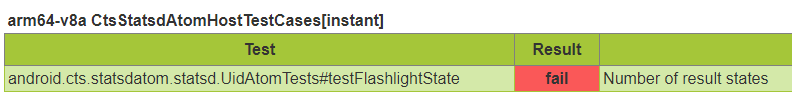 arm64-v8a CtsStatsdAtomHostTestCases[instant]
Test Result
android.cts.statsdatom.statsd.UidAtomTests#testFlashlightState fail Number of result states